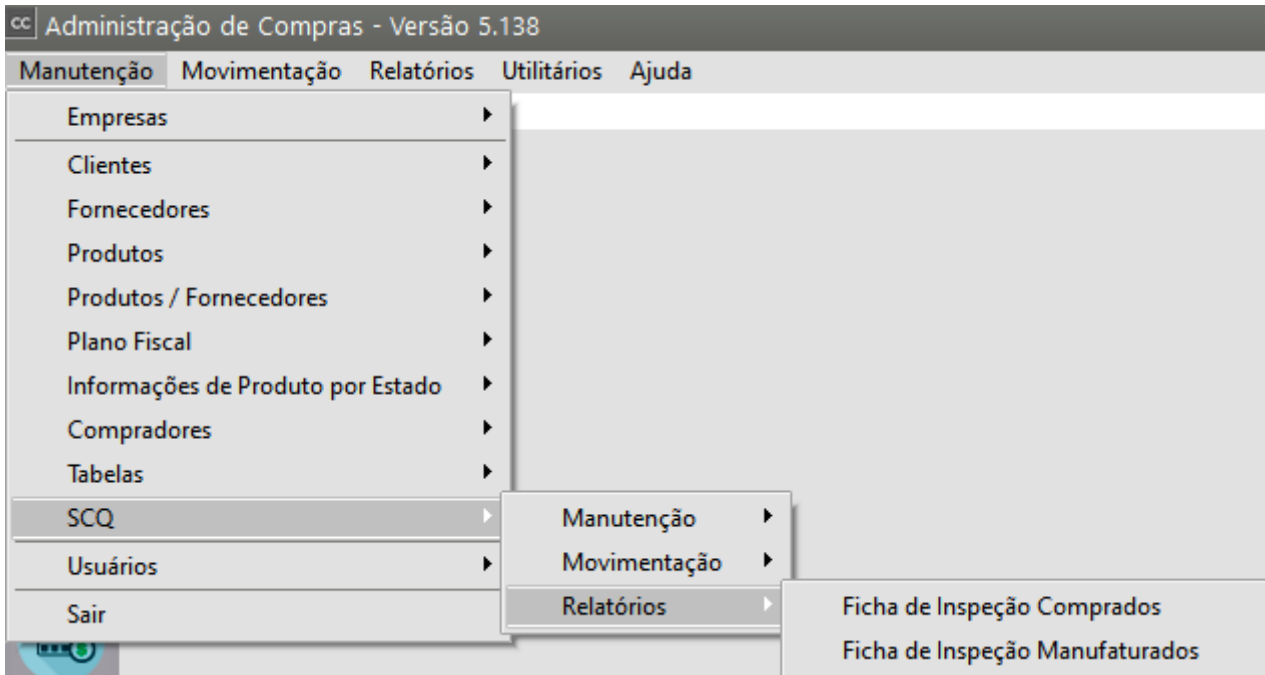 cc Administração de Compras - Versão 5.138
Manutenção Movimentação Relatórios Utilitários Ajuda
Empresas
Clientes
Fornecedores
Produtos
Produtos / Fornecedores
Plano Fiscal
Informações de Produto por Estado
Compradores
Tabelas
SCQ
Usuários
Sair
Manutenção
Movimentação
Relatórios
Ficha de Inspeção Comprados
Ficha de Inspeção Manufaturados